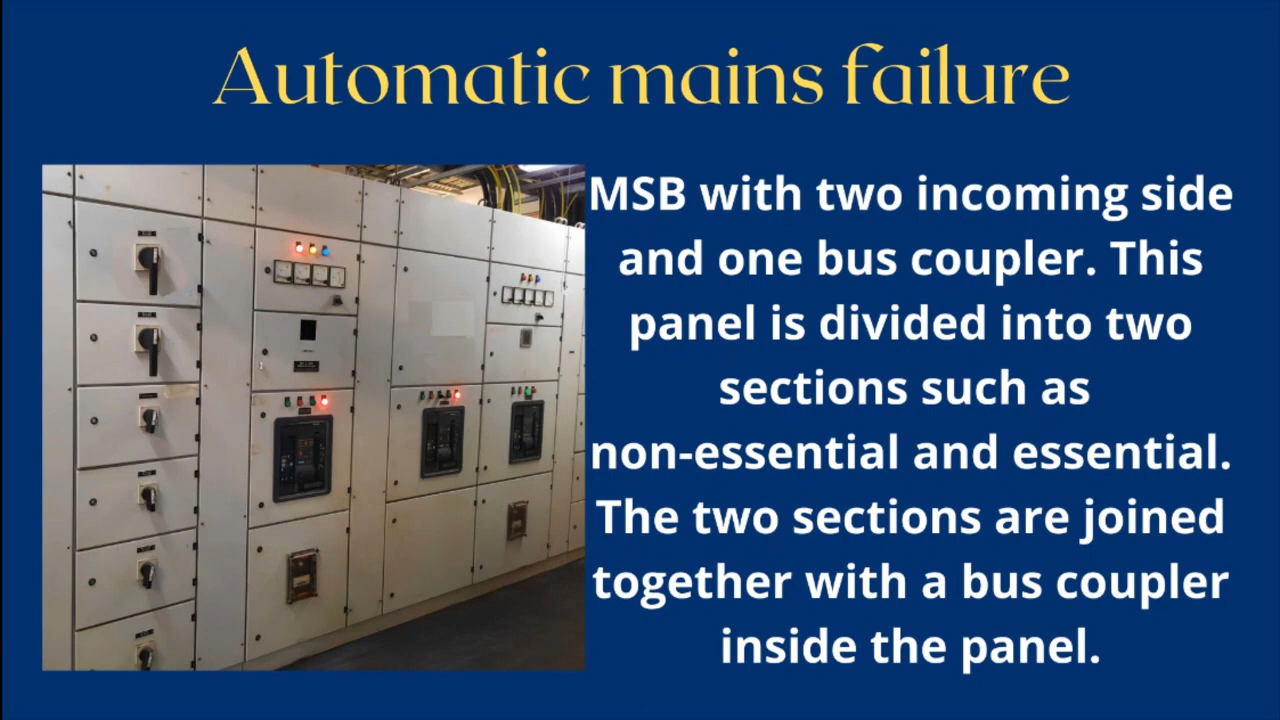 Automatic mains failure
MSB with two incoming side
and one bus coupler. This
panel is divided into two
sections such as
non-essential and essential.
The two sections are joined
together with a bus coupler
inside the panel.